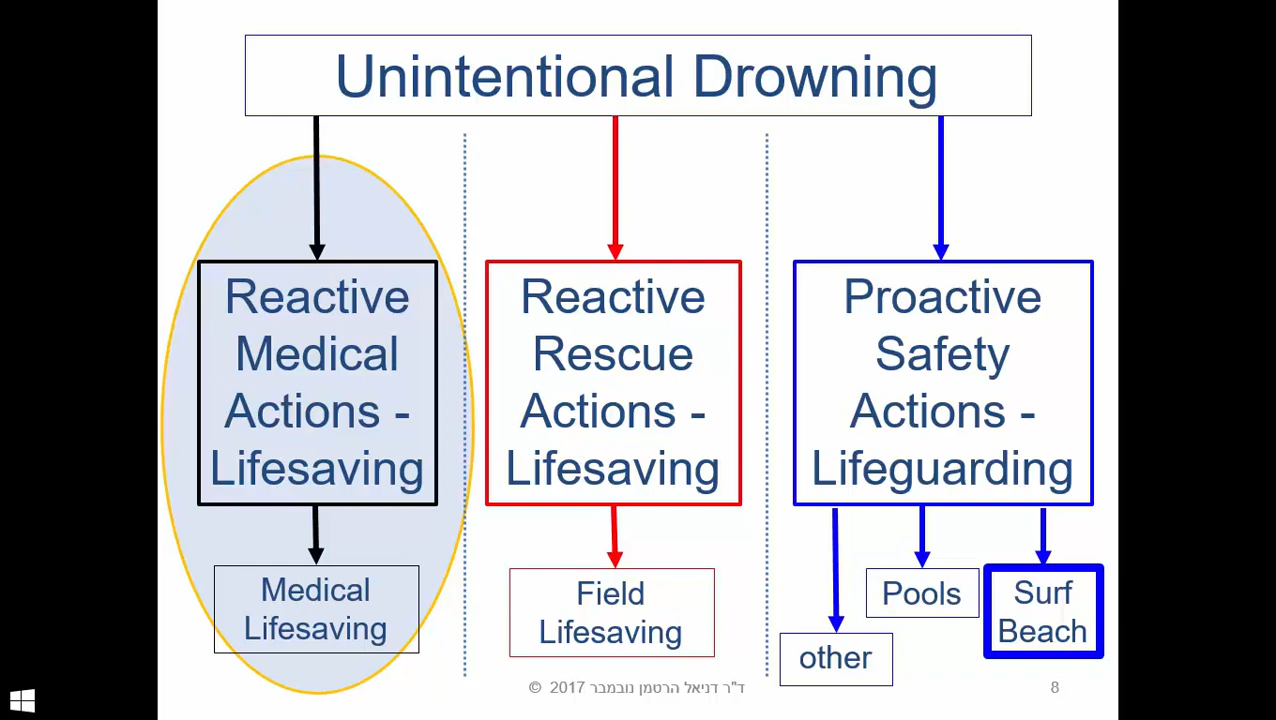 Unintentional Drowning
Reactive
Medical
Actions -
Lifesaving
Reactive
Rescue
Actions -
Lifesaving
Proactive
Safety
Actions -
Lifeguarding
Medical
Lifesaving
Field
Lifesaving
other
Pools
Surf
Beach
ד"ר דניאל הרטמן נובמבר 2017 ©
8